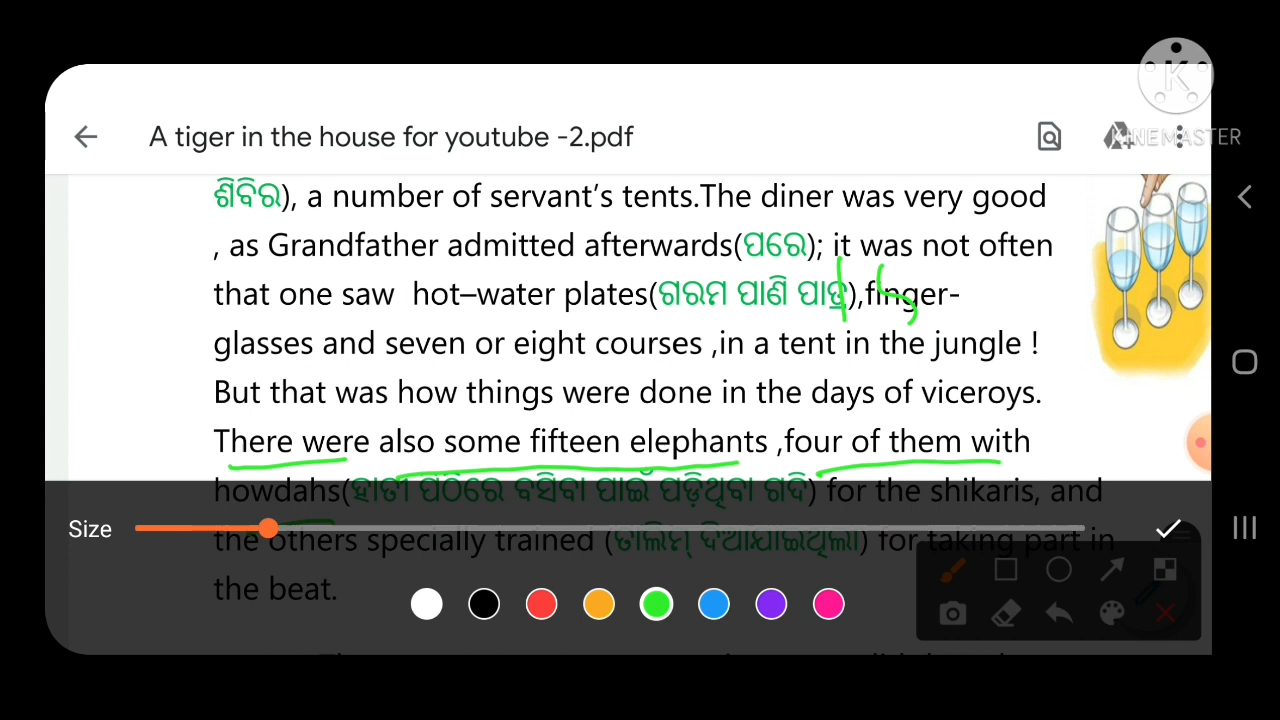 KINEMASTER
A tiger in the house for youtube -2.pdf
ଶିବିର), a number of servant’s tents.The diner was very good
, as Grandfather admitted afterwards(ପରେ); it was not often
that one saw hot–water plates(ଗରମ ପାଣି ପାତ୍ର),finger-
glasses and seven or eight courses ,in a tent in the jungle !
But that was how things were done in the days of viceroys.
There were also some fifteen elephants ,four of them with
howdahs(ହାତୀ ପିଠିରେ ବସିବା ପାଇଁ ପଡ଼ିଥିବା ଗଦି) for the shikaris, and
Size
the others specially trained (ତାଲିମ୍ ଦିଆଯାଇଥିଲା) for taking part in
the beat.